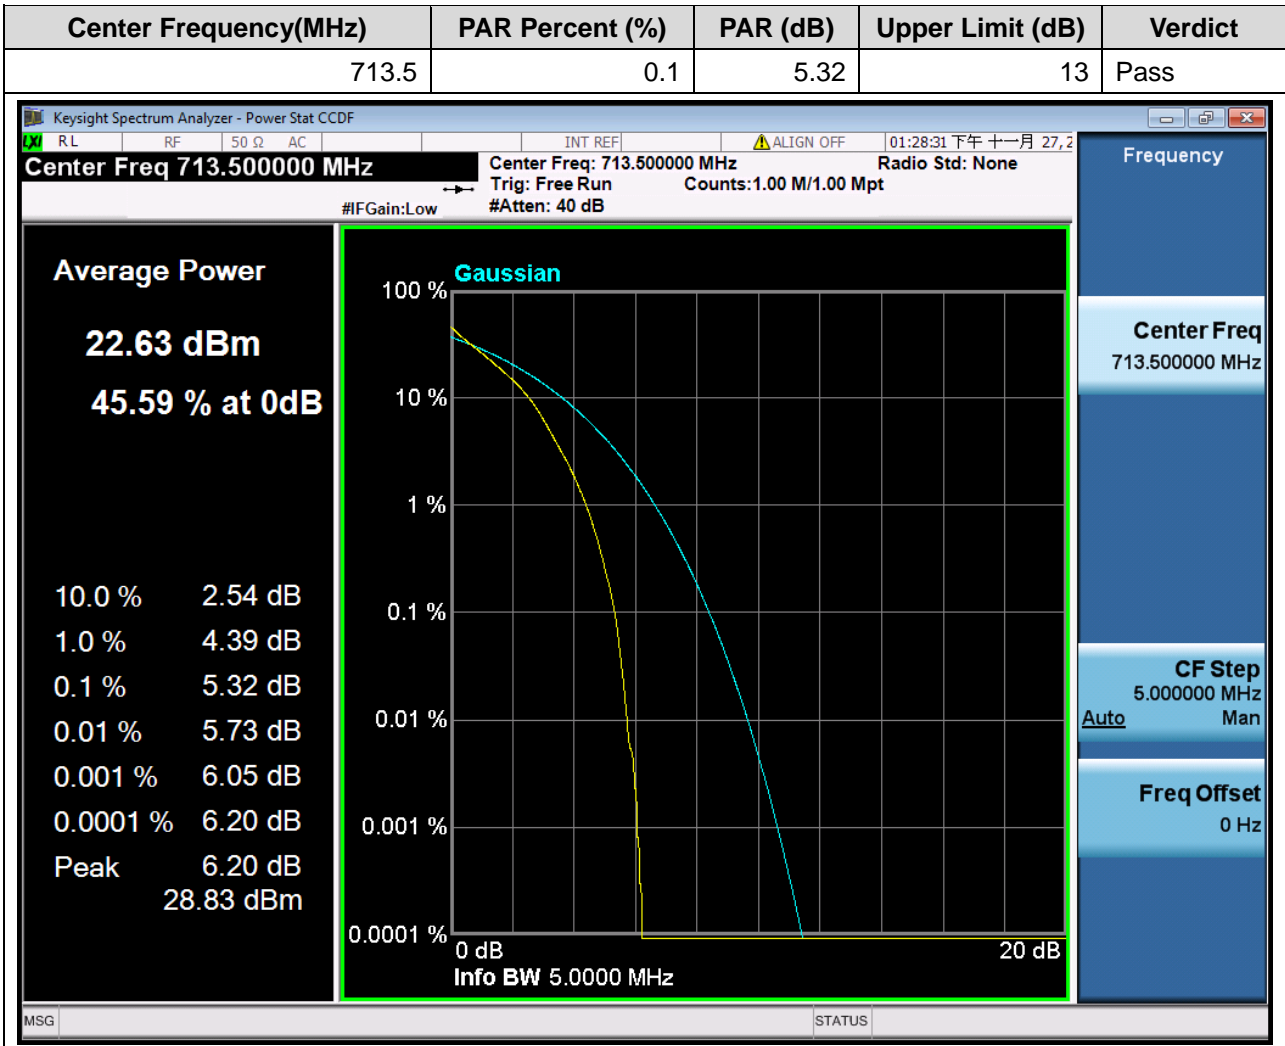 Center Frequency(MHz) PAR Percent (%) PAR (dB) Upper Limit (dB) Verdict
713.5 0.1 5.32 13 Pass
Keysight Spectrum Analyzer - Power Stat CCDF
LXI RL RF 50 Ω AC INT REF ALIGN OFF 01:28:31 下午 十一月 27, 2
Center Freq 713.500000 MHz
Center Freq: 713.500000 MHz Radio Std: None
Trig: Free Run Counts:1.00 M/1.00 Mpt
#IFGain:Low #Atten: 40 dB
Frequency
Average Power
22.63 dBm
45.59 % at 0dB
10.0 % 2.54 dB
1.0 % 4.39 dB
0.1 % 5.32 dB
0.01 % 5.73 dB
0.001 % 6.05 dB
0.0001 % 6.20 dB
Peak 6.20 dB
28.83 dBm
Gaussian
100 %
10 %
1 %
0.1 %
0.01 %
0.001 %
0.0001 %
0 dB 20 dB
Info BW 5.0000 MHz
Center Freq
713.500000 MHz
CF Step
5.000000 MHz
Auto Man
Freq Offset
0 Hz
MSG STATUS